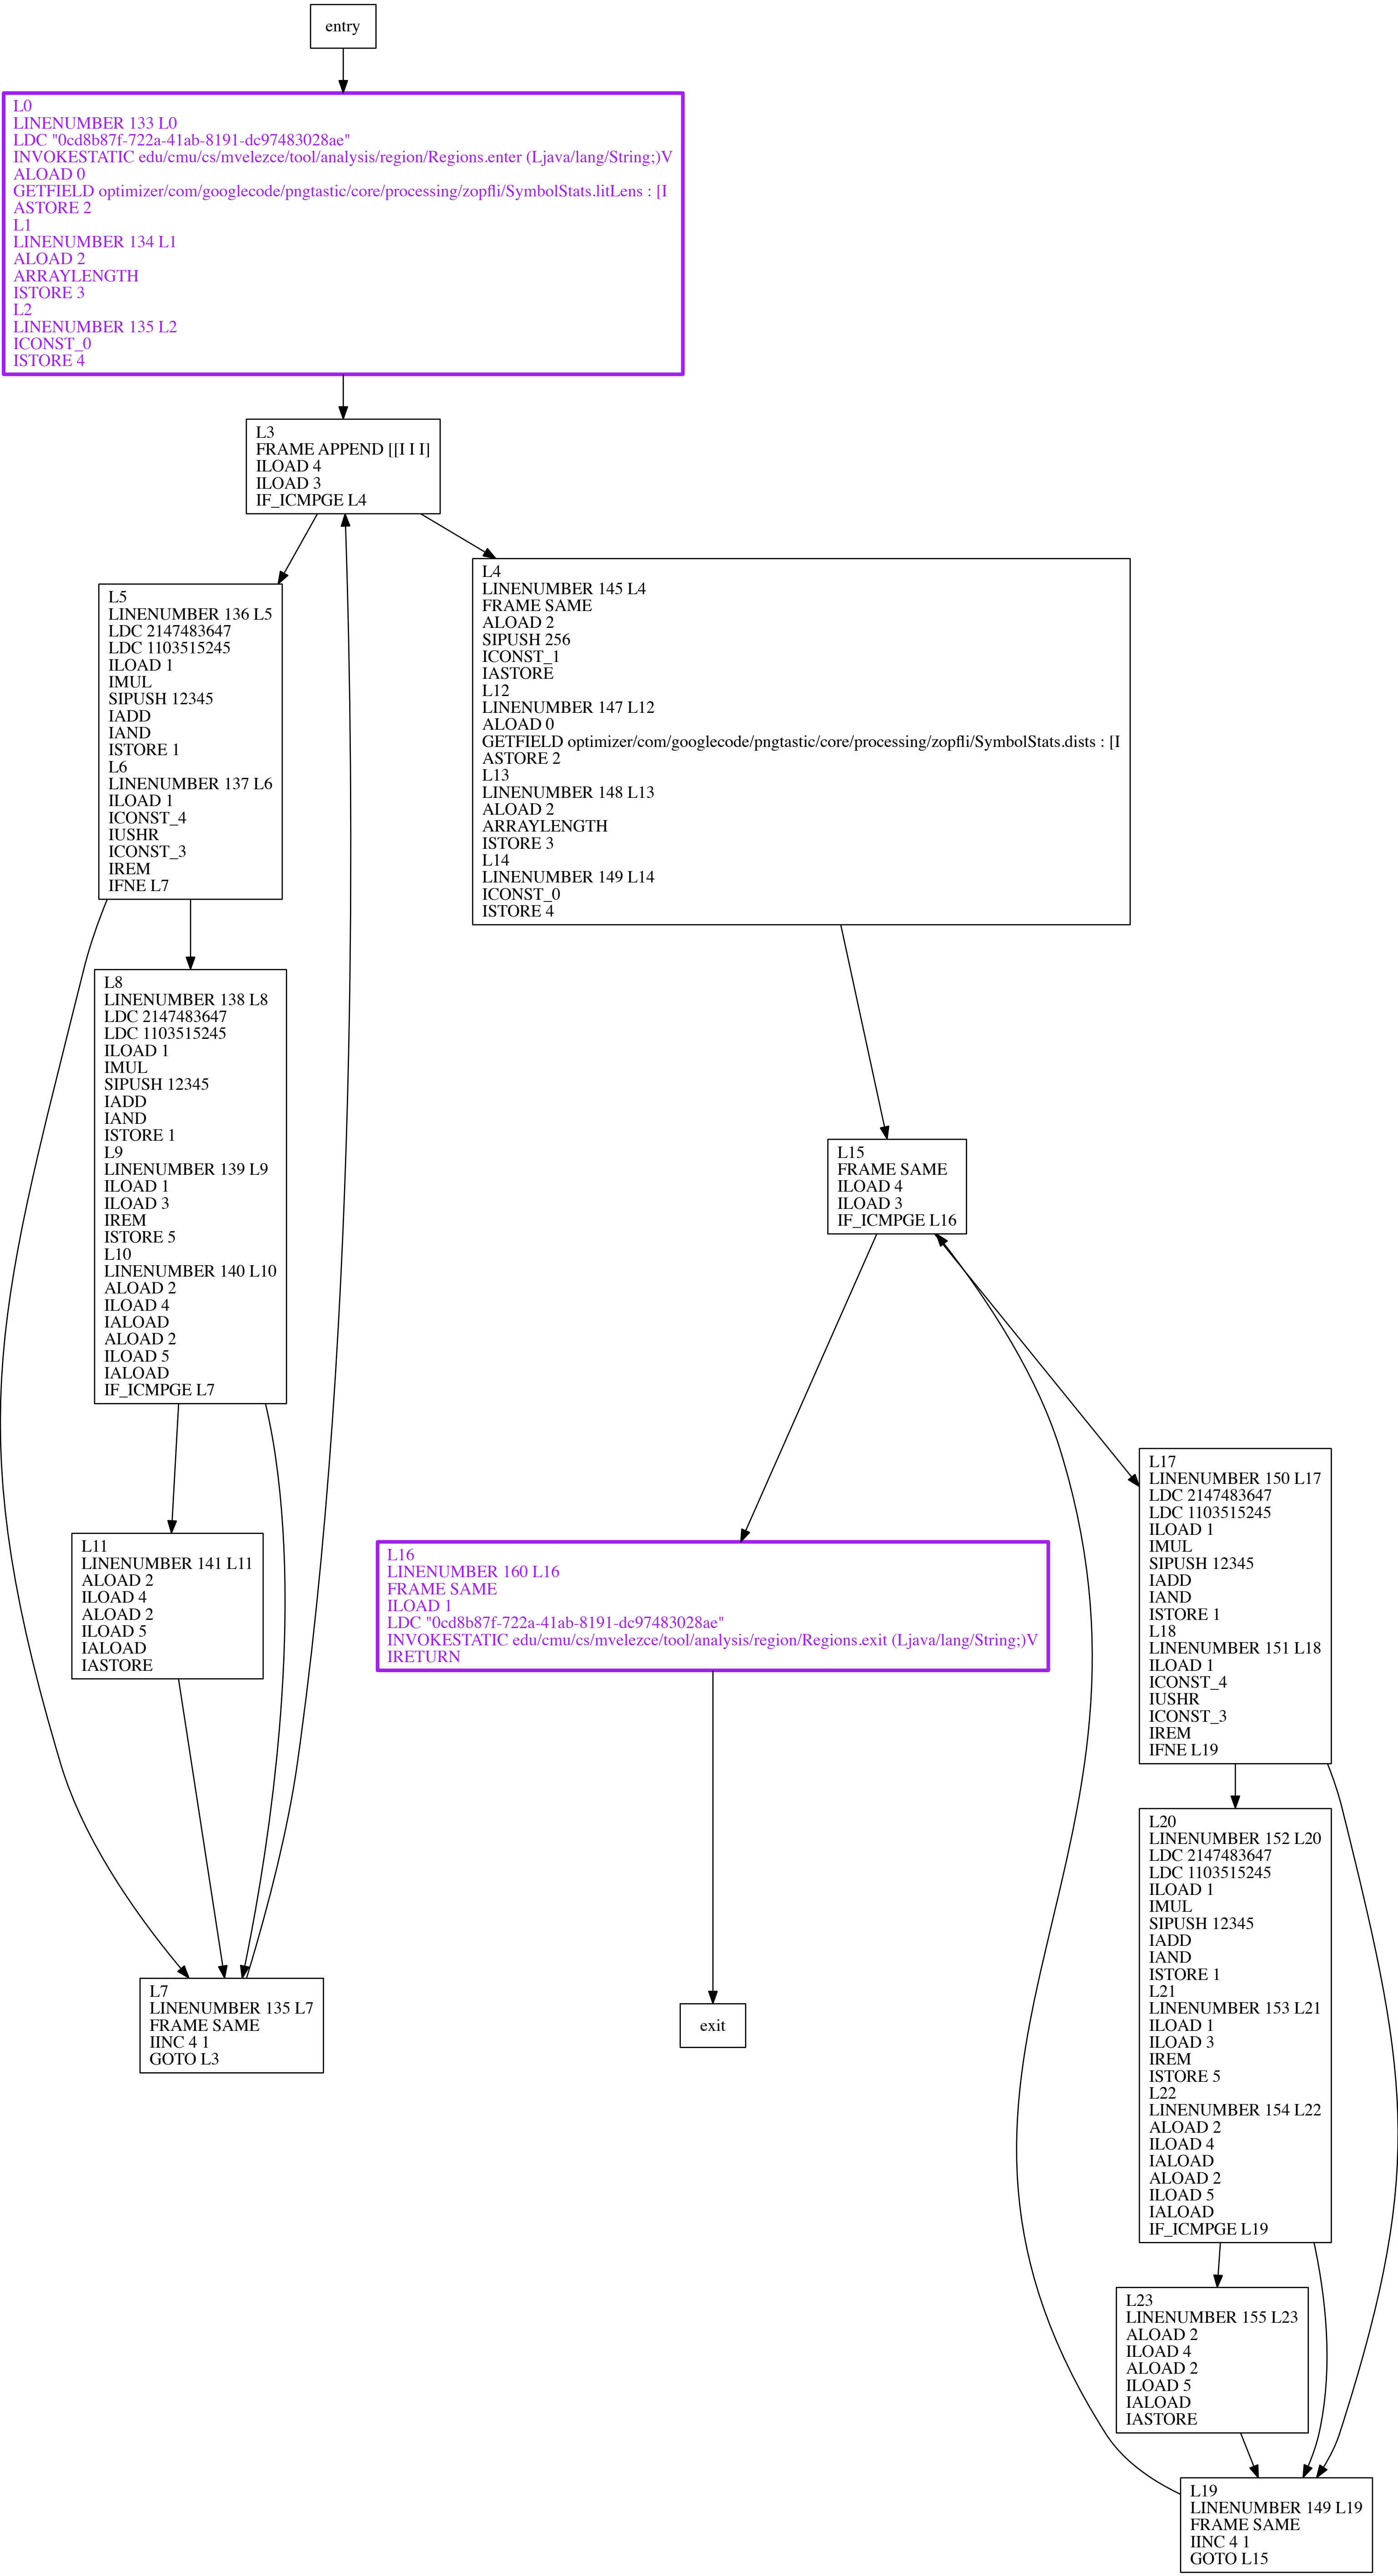 entry
L0
LINENUMBER 133 L0
LDC "0cd8b87f-722a-41ab-8191-dc97483028ae"
INVOKESTATIC edu/cmu/cs/mvelezce/tool/analysis/region/Regions.enter (Ljava/lang/String;)V
ALOAD 0
GETFIELD optimizer/com/googlecode/pngtastic/core/processing/zopfli/SymbolStats.litLens : [I
ASTORE 2
L1
LINENUMBER 134 L1
ALOAD 2
ARRAYLENGTH
ISTORE 3
L2
LINENUMBER 135 L2
ICONST_0
ISTORE 4
L3
FRAME APPEND [[I I I]
ILOAD 4
ILOAD 3
IF_ICMPGE L4
L5
LINENUMBER 136 L5
LDC 2147483647
LDC 1103515245
ILOAD 1
IMUL
SIPUSH 12345
IADD
IAND
ISTORE 1
L6
LINENUMBER 137 L6
ILOAD 1
ICONST_4
IUSHR
ICONST_3
IREM
IFNE L7
L4
LINENUMBER 145 L4
FRAME SAME
ALOAD 2
SIPUSH 256
ICONST_1
IASTORE
L12
LINENUMBER 147 L12
ALOAD 0
GETFIELD optimizer/com/googlecode/pngtastic/core/processing/zopfli/SymbolStats.dists : [I
ASTORE 2
L13
LINENUMBER 148 L13
ALOAD 2
ARRAYLENGTH
ISTORE 3
L14
LINENUMBER 149 L14
ICONST_0
ISTORE 4
L8
LINENUMBER 138 L8
LDC 2147483647
LDC 1103515245
ILOAD 1
IMUL
SIPUSH 12345
IADD
IAND
ISTORE 1
L9
LINENUMBER 139 L9
ILOAD 1
ILOAD 3
IREM
ISTORE 5
L10
LINENUMBER 140 L10
ALOAD 2
ILOAD 4
IALOAD
ALOAD 2
ILOAD 5
IALOAD
IF_ICMPGE L7
L15
FRAME SAME
ILOAD 4
ILOAD 3
IF_ICMPGE L16
L11
LINENUMBER 141 L11
ALOAD 2
ILOAD 4
ALOAD 2
ILOAD 5
IALOAD
IASTORE
L16
LINENUMBER 160 L16
FRAME SAME
ILOAD 1
LDC "0cd8b87f-722a-41ab-8191-dc97483028ae"
INVOKESTATIC edu/cmu/cs/mvelezce/tool/analysis/region/Regions.exit (Ljava/lang/String;)V
IRETURN
L17
LINENUMBER 150 L17
LDC 2147483647
LDC 1103515245
ILOAD 1
IMUL
SIPUSH 12345
IADD
IAND
ISTORE 1
L18
LINENUMBER 151 L18
ILOAD 1
ICONST_4
IUSHR
ICONST_3
IREM
IFNE L19
L20
LINENUMBER 152 L20
LDC 2147483647
LDC 1103515245
ILOAD 1
IMUL
SIPUSH 12345
IADD
IAND
ISTORE 1
L21
LINENUMBER 153 L21
ILOAD 1
ILOAD 3
IREM
ISTORE 5
L22
LINENUMBER 154 L22
ALOAD 2
ILOAD 4
IALOAD
ALOAD 2
ILOAD 5
IALOAD
IF_ICMPGE L19
L7
LINENUMBER 135 L7
FRAME SAME
IINC 4 1
GOTO L3
exit
L23
LINENUMBER 155 L23
ALOAD 2
ILOAD 4
ALOAD 2
ILOAD 5
IALOAD
IASTORE
L19
LINENUMBER 149 L19
FRAME SAME
IINC 4 1
GOTO L15